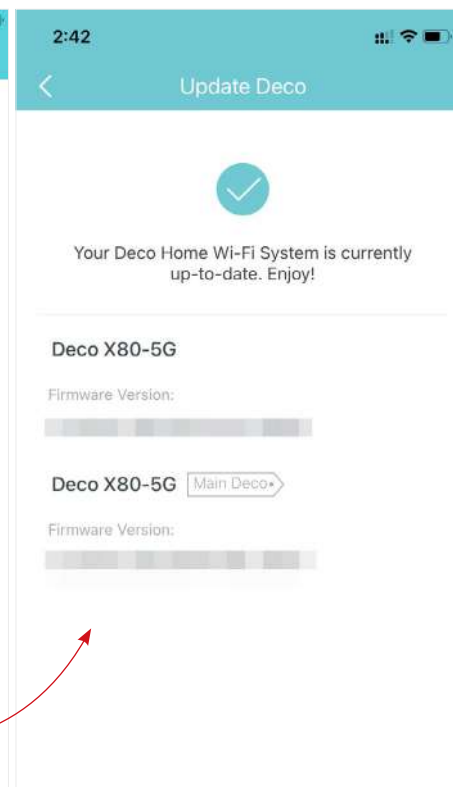 2:42
Update Deco
Your Deco Home Wi-Fi System is currently
up-to-date. Enjoy!
Deco X80-5G
Firmware Version:
Deco X80-5G Main Deco
Firmware Version: